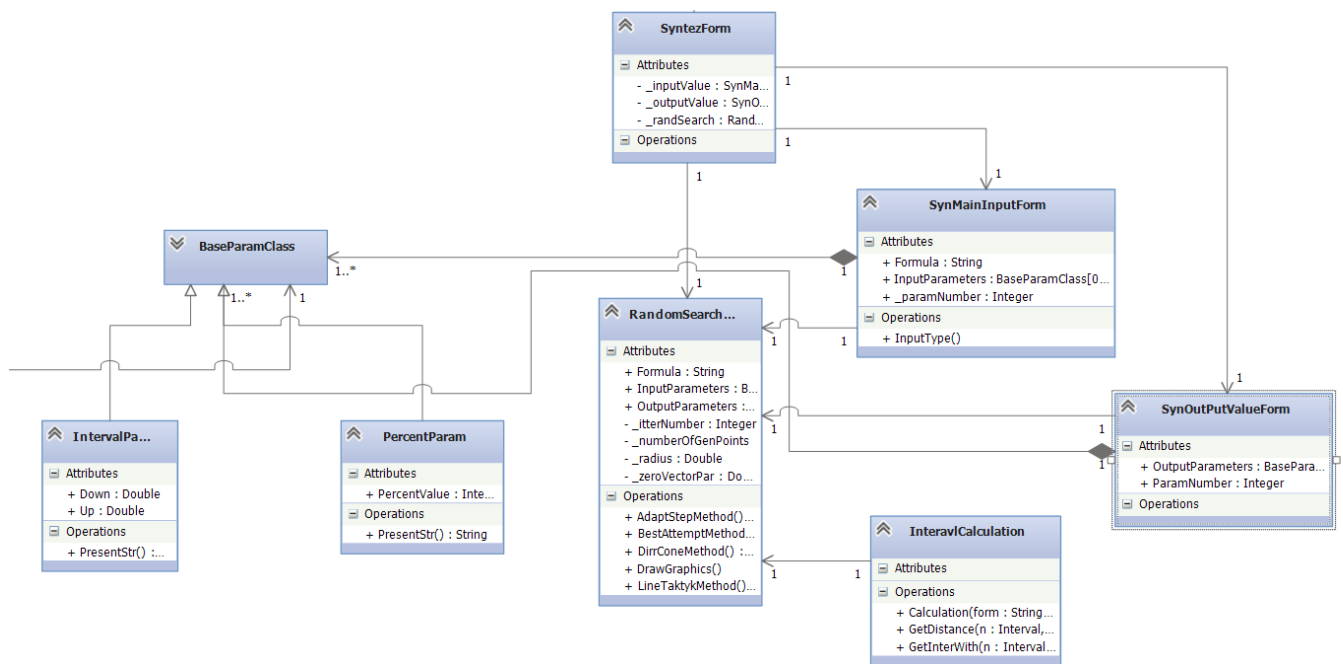 SyntezForm
Attributes
- _inputValue : SynMa...
- _outputValue : SynO...
- _randSearch : Rand...
Operations
1
1
1
1
1
1
SynMainInputForm
Attributes
+ Formula : String
+ InputParameters : BaseParamClass[0...
+ _paramNumber : Integer
Operations
+ InputType()
BaseParamClass
1..*
1
1..*
1
RandomSearch...
Attributes
+ Formula : String
+ InputParameters : B...
+ OutputParameters :...
- _itterNumber : Integer
- _numberOfGenPoints
- _radius : Double
- _zeroVectorPar : Do...
Operations
+ AdaptStepMethod()...
+ BestAttemptMethod...
+ DirrConeMethod() :...
+ DrawGraphics()
+ LineTaktykMethod()...
1
1
1
1
1
1
1
IntervalPa...
Attributes
+ Down : Double
+ Up : Double
Operations
+ PresentStr() :...
PercentParam
Attributes
+ PercentValue : Inte...
Operations
+ PresentStr() : String
SynOutPutValueForm
Attributes
+ OutputParameters : BasePara...
+ ParamNumber : Integer
Operations
InteravlCalculation
Attributes
Operations
+ Calculation(form : String...
+ GetDistance(n : Interval,...
+ GetInterWith(n : Interval...